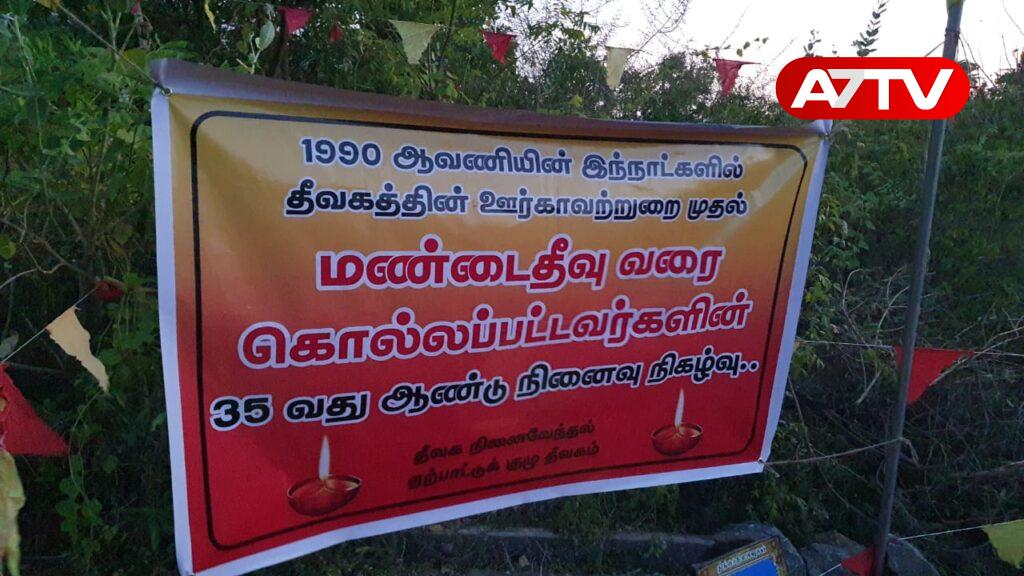 A7TV
1990 ஆவணியின் இந்நாட்களில்
தீவகத்தின் ஊர்காவற்றுறை முதல்
மண்டைதீவு வரை
கொல்லப்பட்டவர்களின்
35 வது ஆண்டு நினைவு நிகழ்வு..
தீவக நினைவேந்தல்
ஏற்பாட்டுக் குழு தீவகம்